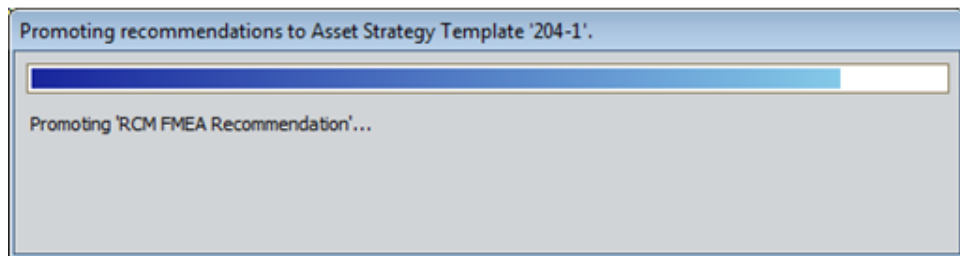 Promoting recommendations to Asset Strategy Template '204-1'.
Promoting 'RCM FMEA Recommendation'...